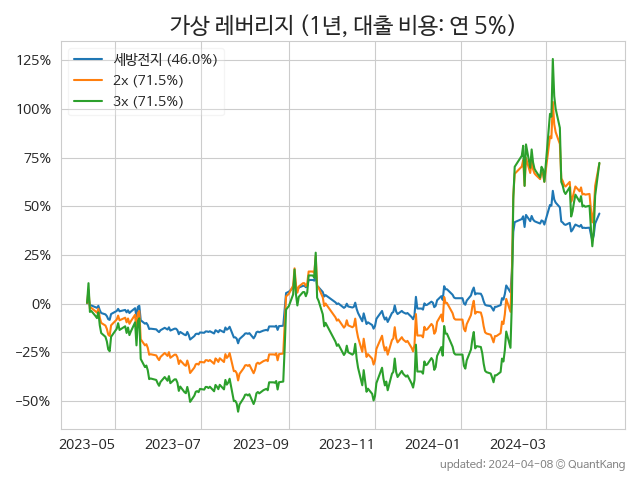 가상 레버리지 (1년, 대출 비용: 연 5%)
세방전지 (46.0%)
2x (71.5%)
3x (71.5%)
125%
100%
75%
50%
25%
0%
−25%
−50%
2023-05
2023-07
2023-09
2023-11
2024-01
2024-03
updated: 2024-04-08 © QuantKang